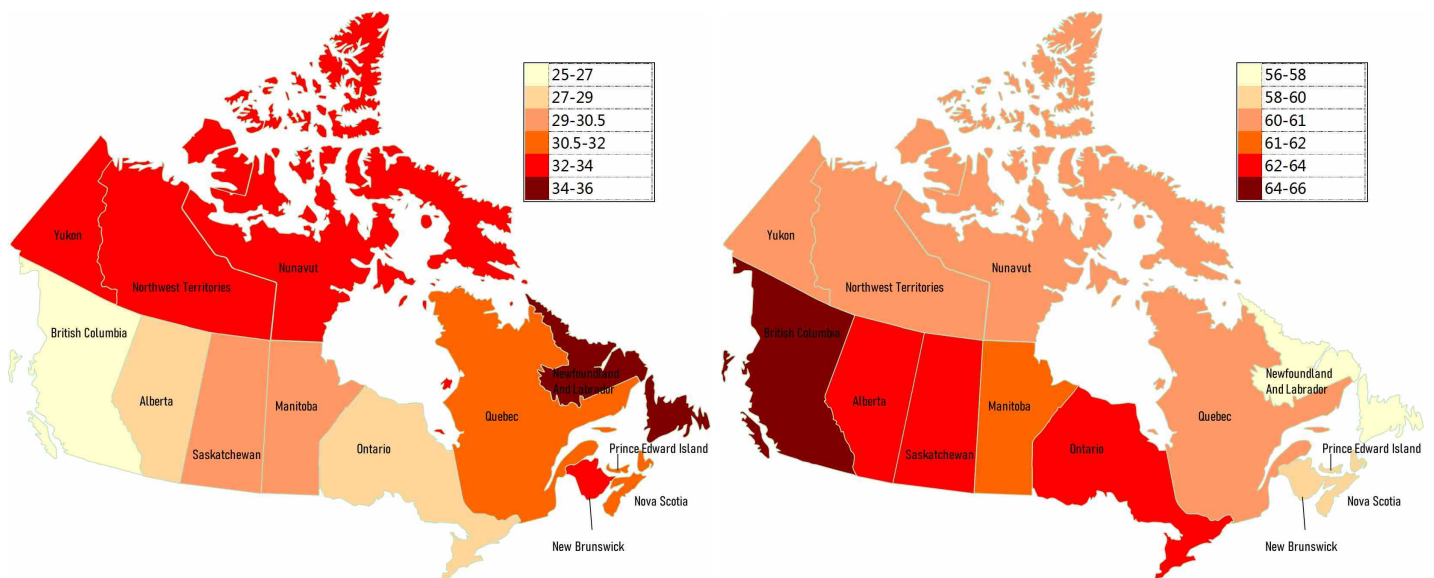 25-27
27-29
29-30.5
30.5-32
32-34
34-36
Yukon
Northwest Territories
Nunavut
British Columbia
Alberta
Saskatchewan
Manitoba
Ontario
Quebec
Newfoundland
And Labrador
Prince Edward Island
Nova Scotia
New Brunswick
56-58
58-60
60-61
61-62
62-64
64-66
Yukon
Northwest Territories
Nunavut
British Columbia
Alberta
Saskatchewan
Manitoba
Ontario
Quebec
Newfoundland
And Labrador
Prince Edward Island
Nova Scotia
New Brunswick